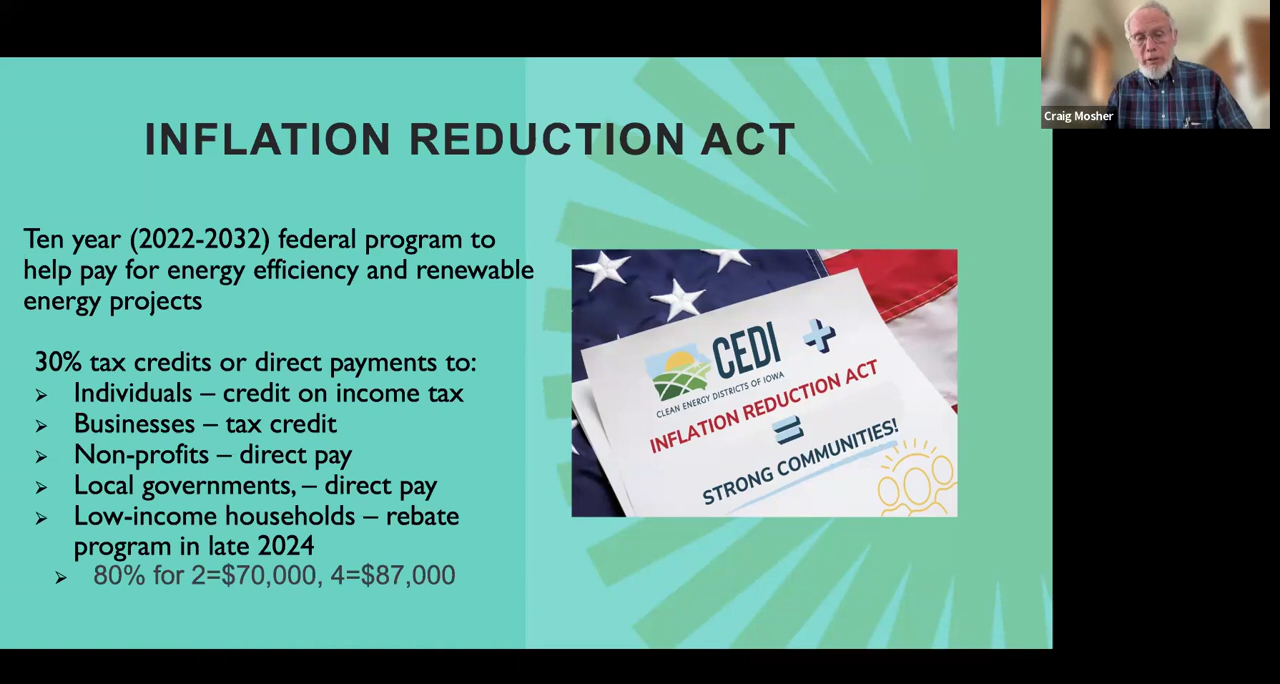 Craig Mosher
INFLATION REDUCTION ACT
Ten year (2022-2032) federal program to
help pay for energy efficiency and renewable
energy projects
30% tax credits or direct payments to:
➢ Individuals – credit on income tax
➢ Businesses – tax credit
➢ Non-profits – direct pay
➢ Local governments, – direct pay
➢ Low-income households – rebate
program in late 2024
➢ 80% for 2=$70,000, 4=$87,000
CEDI +
CLEAN ENERGY DISTRICTS OF IOWA
INFLATION REDUCTION ACT
=
STRONG COMMUNITIES!